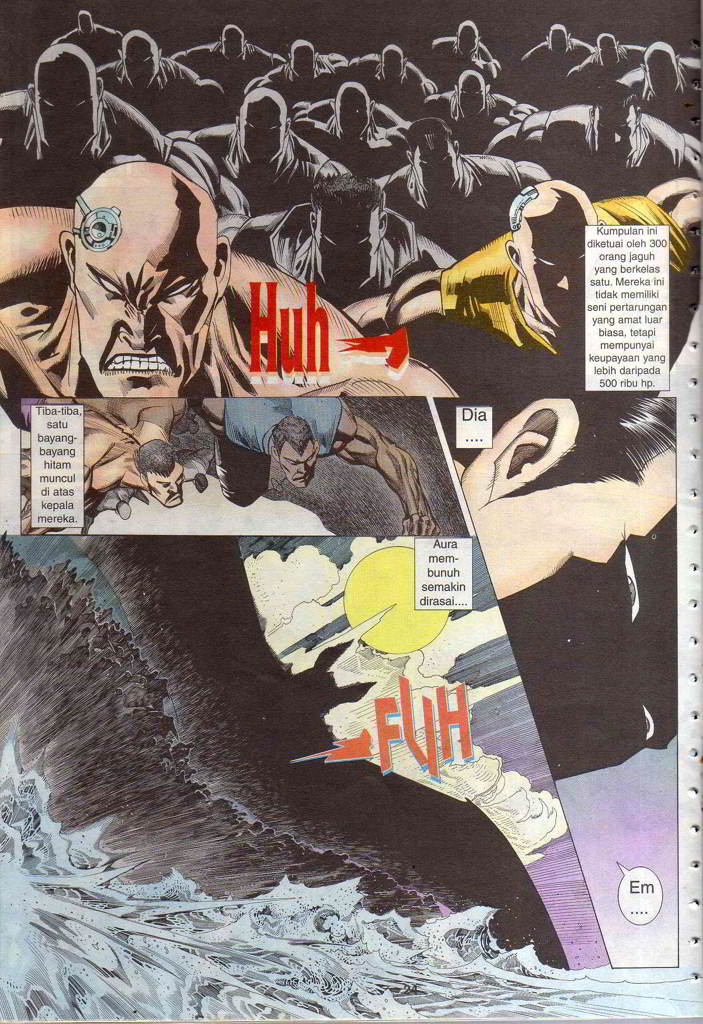 Kumpulan ini
diketuai oleh 300
orang jaguh
yang berkelas
satu. Mereka ini
tidak memiliki
seni pertarungan
yang amat luar
biasa, tetapi
mempunyai
keupayaan yang
lebih daripada
500 ribu hp.
Huh
Tiba-tiba,
satu
bayang-
bayang
hitam
muncul
di atas
kepala
mereka.
Dia
....
Aura
mem-
bunuh
semakin
dirasai....
FUH
Em
....